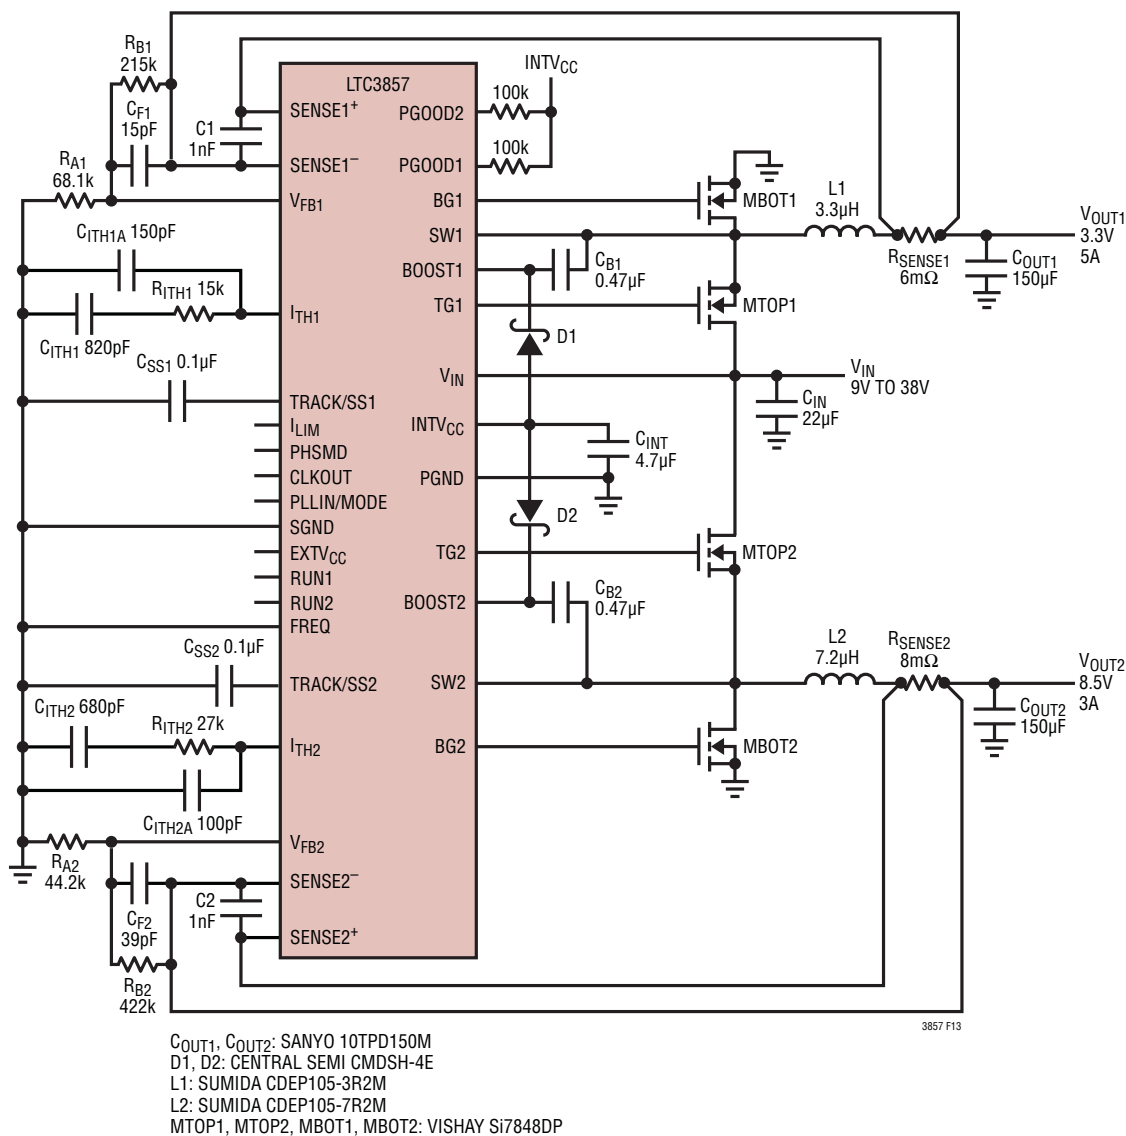 RB1
215k
CF1
15pF
RA1
68.1k
C1
1nF
CITH1A 150pF
RITH1 15k
CITH1 820pF
CSS1 0.1µF
CSS2 0.1µF
CITH2 680pF
RITH2 27k
CITH2A 100pF
RA2
44.2k
CF2
39pF
RB2
422k
C2
1nF
LTC3857
SENSE1+
SENSE1–
VFB1
ITH1
TRACK/SS1
ILIM
PHSMD
CLKOUT
PLLIN/MODE
SGND
EXTVCC
RUN1
RUN2
FREQ
TRACK/SS2
ITH2
VFB2
SENSE2–
SENSE2+
PGOOD2
PGOOD1
BG1
SW1
BOOST1
TG1
VIN
INTVCC
PGND
TG2
BOOST2
SW2
BG2
INTVCC
100k
100k
MBOT1
L1
3.3µH
RSENSE1
6mΩ
VOUT1
3.3V
5A
COUT1
150µF
CB1
0.47µF
MTOP1
D1
VIN
9V TO 38V
CIN
22µF
CINT
4.7µF
D2
MTOP2
CB2
0.47µF
L2
7.2µH
RSENSE2
8mΩ
VOUT2
8.5V
3A
COUT2
150µF
MBOT2
3857 F13
COUT1, COUT2: SANYO 10TPD150M
D1, D2: CENTRAL SEMI CMDSH-4E
L1: SUMIDA CDEP105-3R2M
L2: SUMIDA CDEP105-7R2M
MTOP1, MTOP2, MBOT1, MBOT2: VISHAY Si7848DP